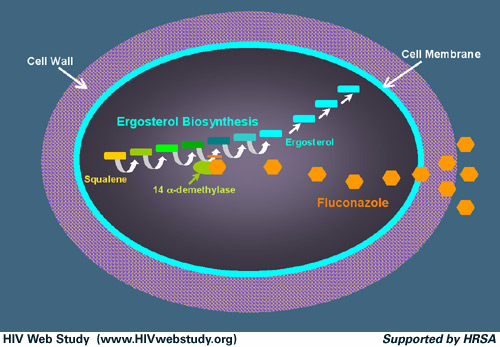 Cell Wall
Cell Membrane
Ergosterol Biosynthesis
Ergosterol
Squalene
14 α-demethylase
Fluconazole
HIV Web Study (www.HIVwebstudy.org)
Supported by HRSA